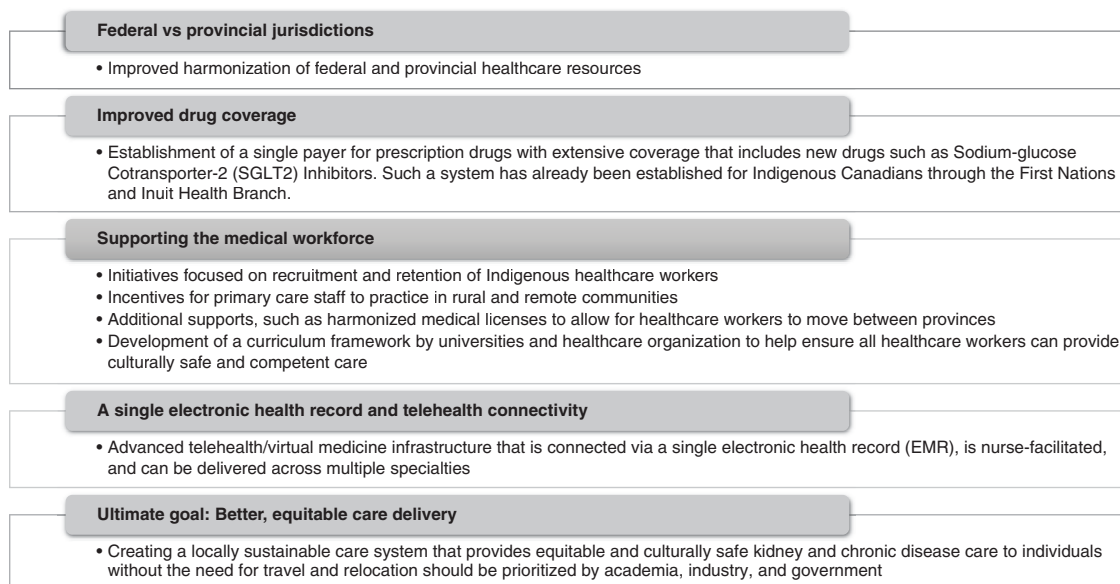 Federal vs provincial jurisdictions
• Improved harmonization of federal and provincial healthcare resources
Improved drug coverage
• Establishment of a single payer for prescription drugs with extensive coverage that includes new drugs such as Sodium-glucose
Cotransporter-2 (SGLT2) Inhibitors. Such a system has already been established for Indigenous Canadians through the First Nations
and Inuit Health Branch.
Supporting the medical workforce
• Initiatives focused on recruitment and retention of Indigenous healthcare workers
• Incentives for primary care staff to practice in rural and remote communities
• Additional supports, such as harmonized medical licenses to allow for healthcare workers to move between provinces
• Development of a curriculum framework by universities and healthcare organization to help ensure all healthcare workers can provide
culturally safe and competent care
A single electronic health record and telehealth connectivity
• Advanced telehealth/virtual medicine infrastructure that is connected via a single electronic health record (EMR), is nurse-facilitated,
and can be delivered across multiple specialties
Ultimate goal: Better, equitable care delivery
• Creating a locally sustainable care system that provides equitable and culturally safe kidney and chronic disease care to individuals
without the need for travel and relocation should be prioritized by academia, industry, and government